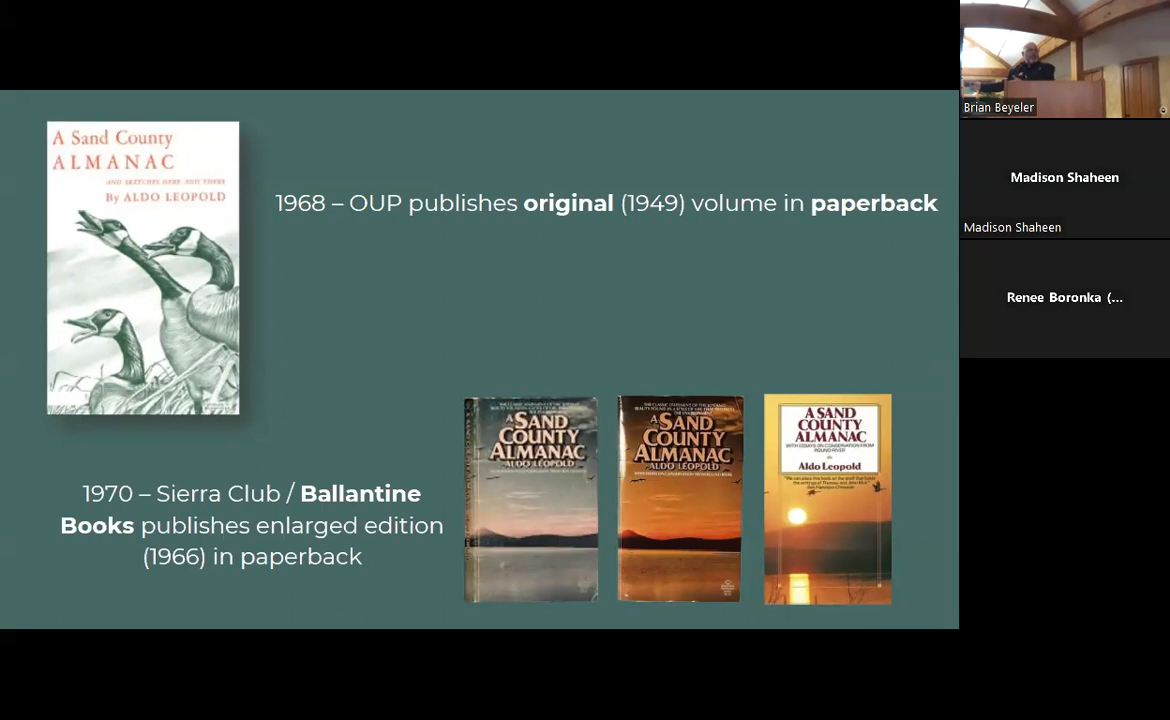 A Sand County
ALMANAC
AND SKETCHES HERE AND THERE
By ALDO LEOPOLD
1968 – OUP publishes original (1949) volume in paperback
1970 – Sierra Club / Ballantine
Books publishes enlarged edition
(1966) in paperback
A SAND
COUNTY
ALMANAC
ALDO LEOPOLD
A SAND
COUNTY
ALMANAC
ALDO LEOPOLD
A SAND
COUNTY
ALMANAC
WITH ESSAYS ON CONSERVATION FROM
ROUND RIVER
Aldo Leopold
Brian Beyeler
Madison Shaheen
Madison Shaheen
Renee Boronka (...